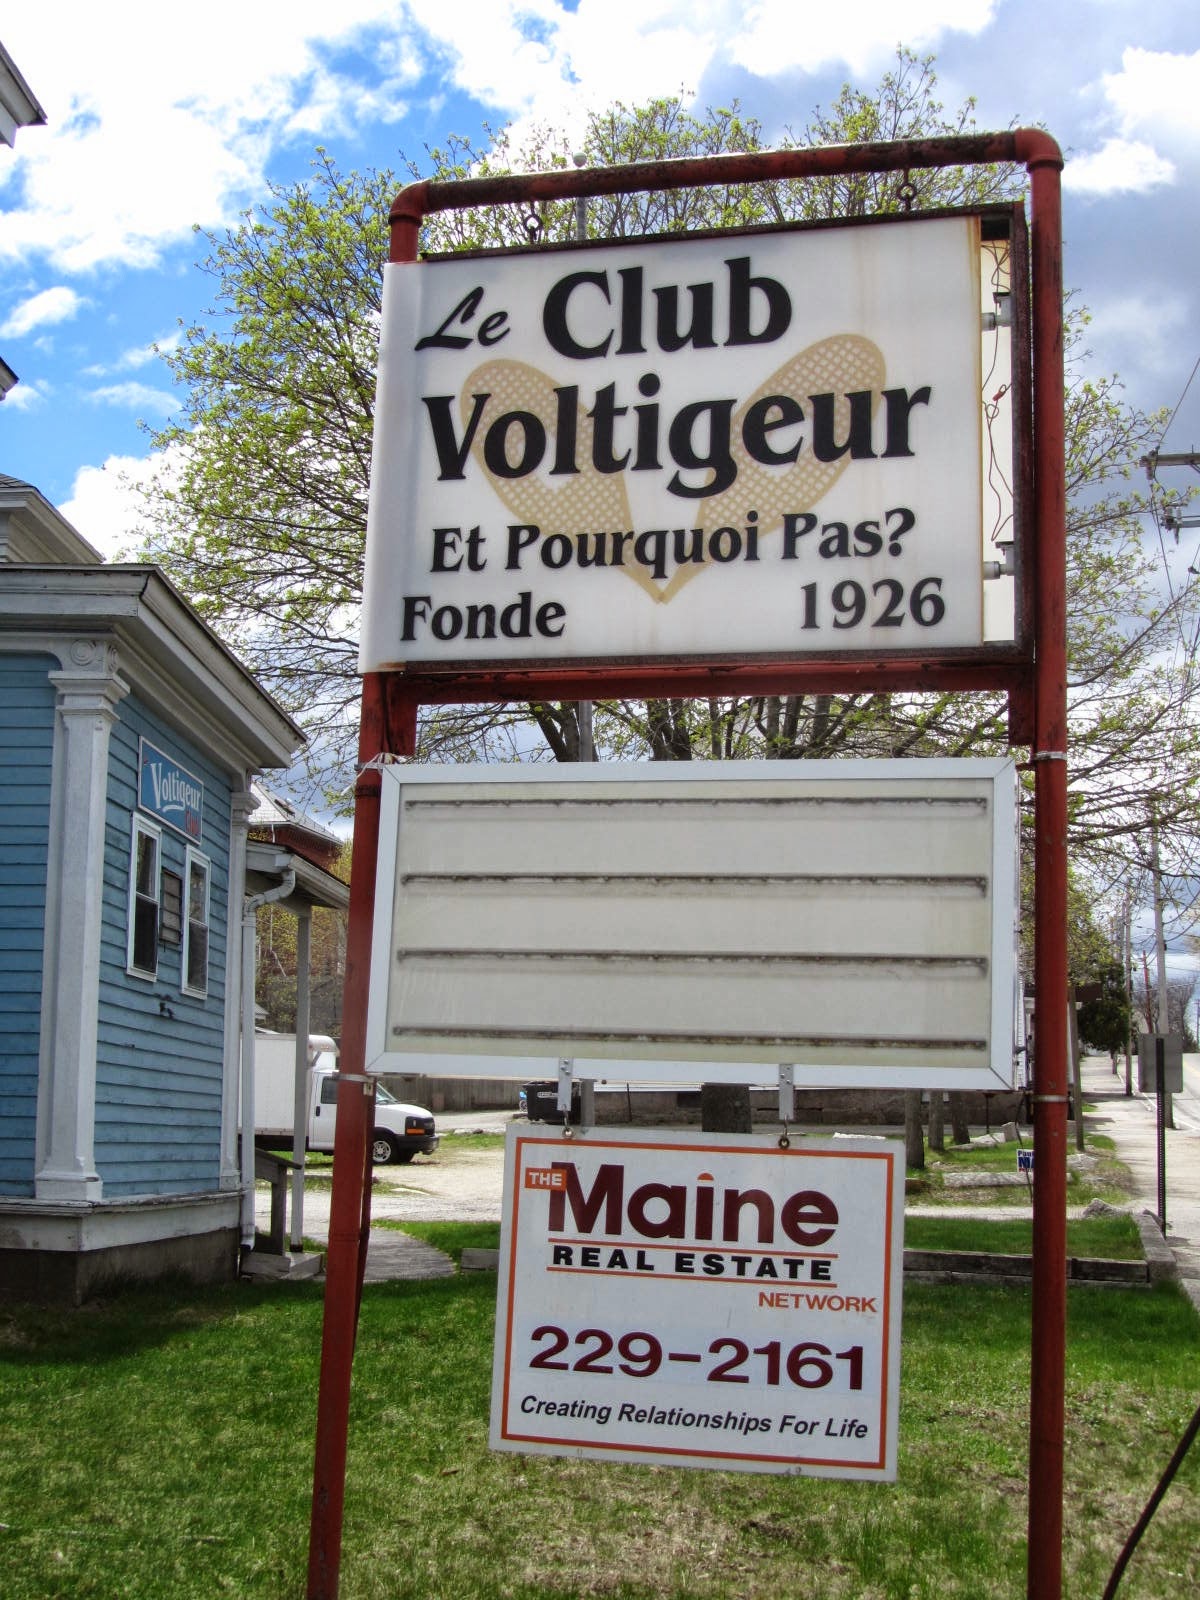 Le Club
Voltigeur
Et Pourquoi Pas?
Fonde 1926
Voltigeur
THE
Maine
REAL ESTATE
NETWORK
229-2161
Creating Relationships For Life